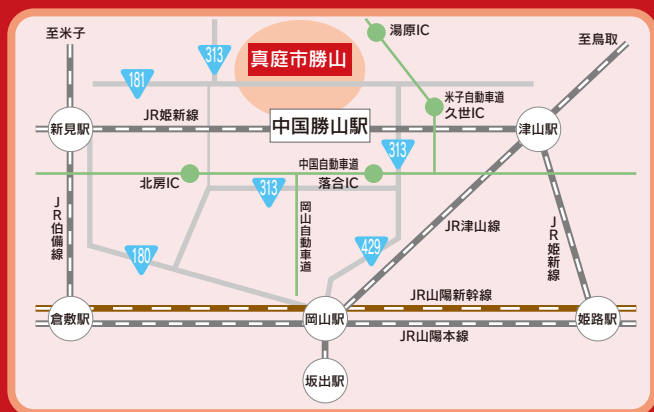 至米子
湯原IC
至鳥取
313
真庭市勝山
181
米子自動車道
久世IC
JR姫新線
新見駅
中国勝山駅
津山駅
中国自動車道
313
北房IC
落合IC
313
JR伯備線
岡山自動車道
JR津山線
JR姫新線
180
429
JR山陽新幹線
倉敷駅
岡山駅
姫路駅
JR山陽本線
坂出駅